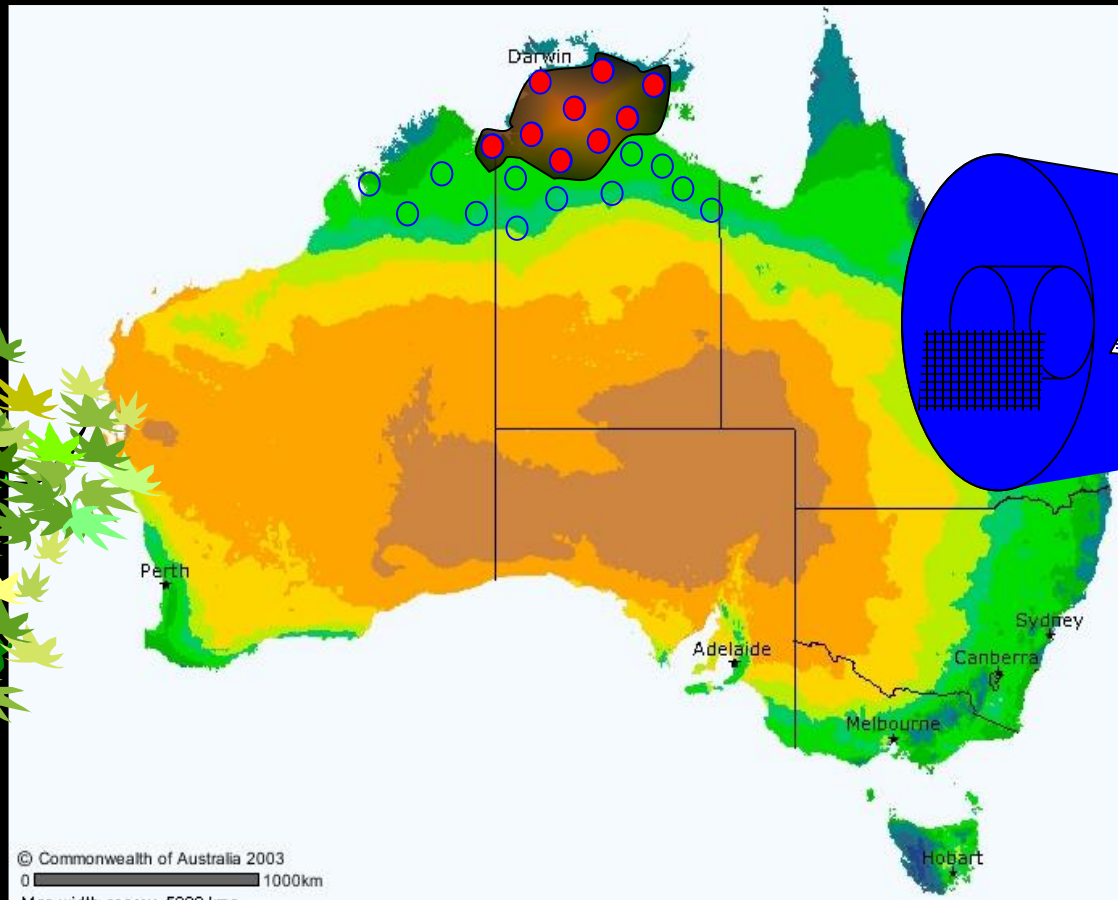 Darwin
Perth
Adelaide
Sydney
Canberra
Melbourne
Hobart
© Commonwealth of Australia 2003
0 1000km